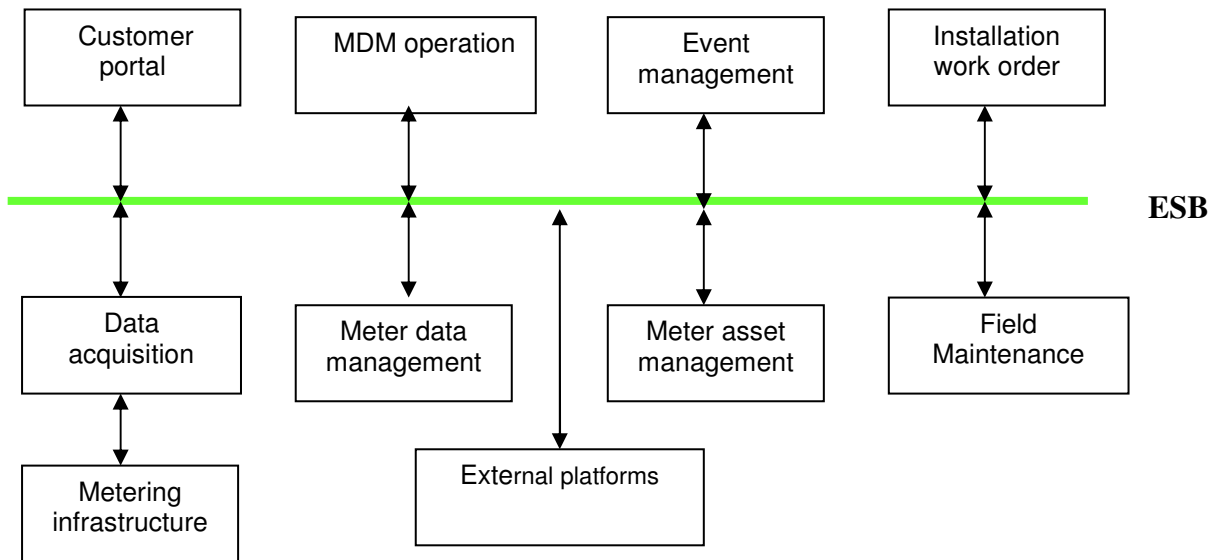 Customer
portal
MDM operation
Event
management
Installation
work order
ESB
Data
acquisition
Meter data
management
Meter asset
management
Field
Maintenance
External platforms
Metering
infrastructure